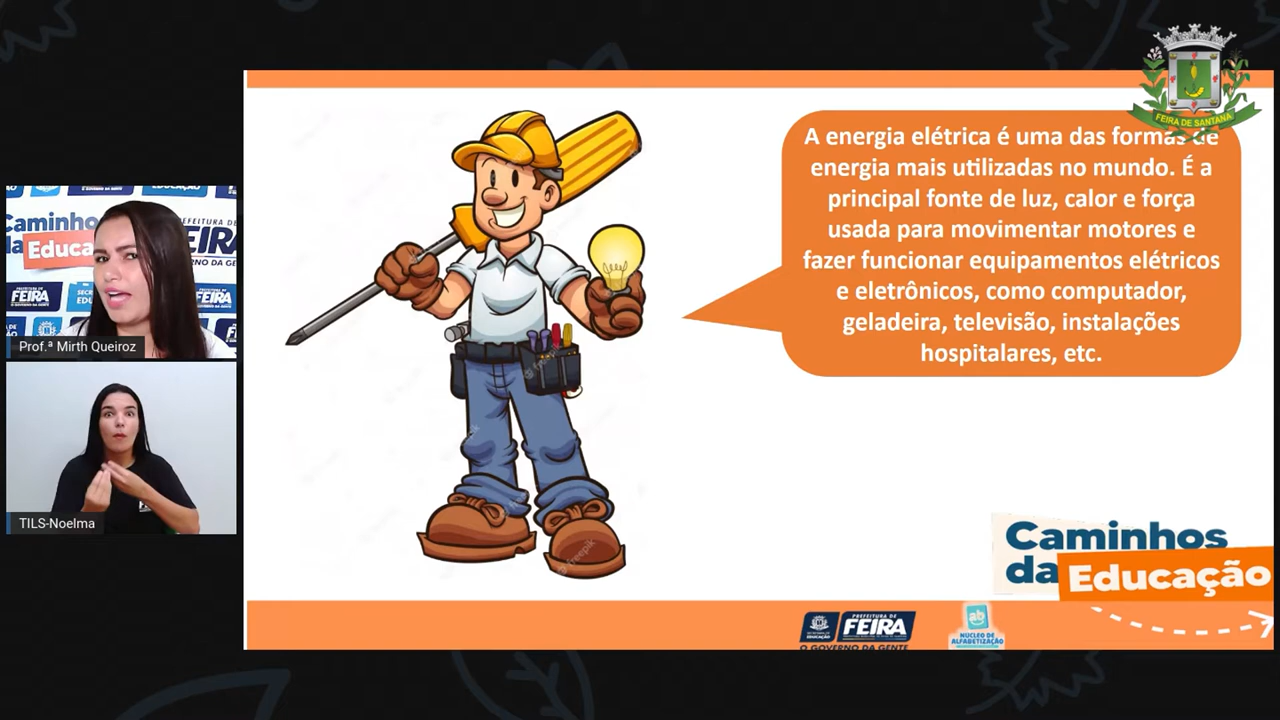 FEIRA DE SANTANA
A energia elétrica é uma das formas de
energia mais utilizadas no mundo. É a
principal fonte de luz, calor e força
usada para movimentar motores e
fazer funcionar equipamentos elétricos
e eletrônicos, como computador,
geladeira, televisão, instalações
hospitalares, etc.
Caminhos
da Educação
PREFEITURA DE
FEIRA
O GOVERNO DA GENTE
NÚCLEO DE
ALFABETIZAÇÃO
Prof.ª Mirth Queiroz
TILS-Noelma
freepik